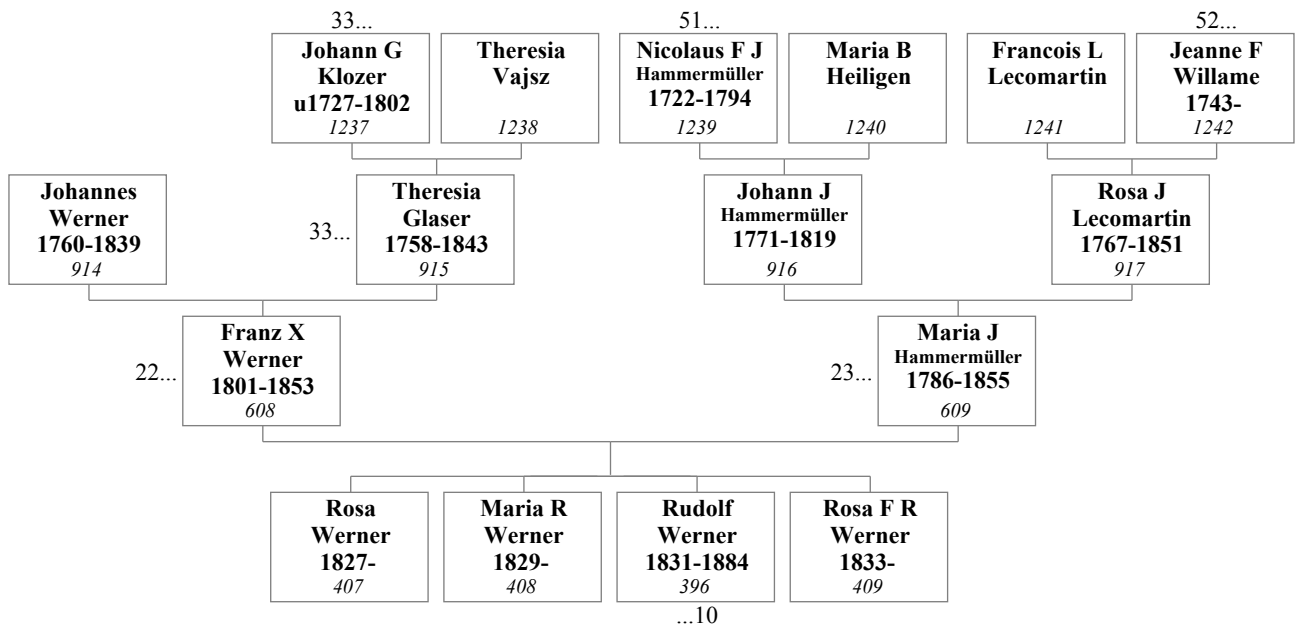 33...
Johann G
Klozer
u1727-1802
1237
Theresia
Vajsz
1238
51...
Nicolaus F J
Hammermüller
1722-1794
1239
Maria B
Heiligen
1240
Francois L
Lecomartin
1241
52...
Jeanne F
Willame
1743-
1242
Johannes
Werner
1760-1839
914
33...
Theresia
Glaser
1758-1843
915
Johann J
Hammermüller
1771-1819
916
Rosa J
Lecomartin
1767-1851
917
22...
Franz X
Werner
1801-1853
608
23...
Maria J
Hammermüller
1786-1855
609
Rosa
Werner
1827-
407
Maria R
Werner
1829-
408
Rudolf
Werner
1831-1884
396
...10
Rosa F R
Werner
1833-
409